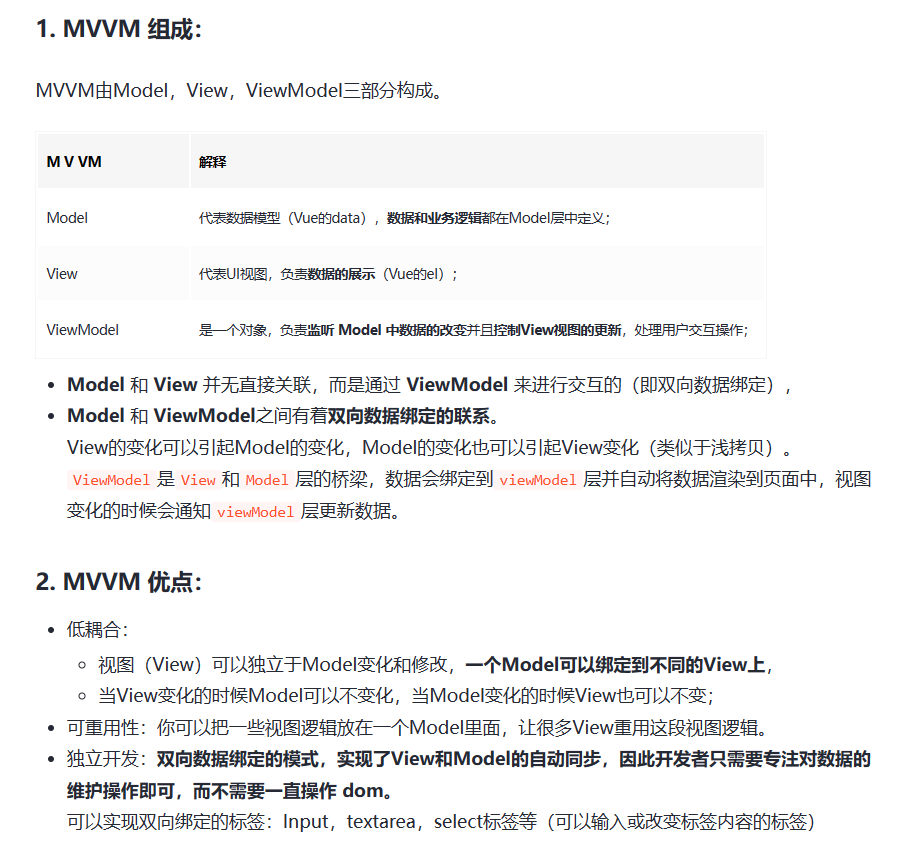 1. MVVM 组成：
MVVM由Model，View，ViewModel三部分构成。
M V VM 解释
Model 代表数据模型（Vue的data），数据和业务逻辑都在Model层中定义；
View 代表UI视图，负责数据的展示（Vue的el）；
ViewModel 是一个对象，负责监听 Model 中数据的改变并且控制View视图的更新，处理用户交互操作；
• Model 和 View 并无直接关联，而是通过 ViewModel 来进行交互的（即双向数据绑定），
• Model 和 ViewModel之间有着双向数据绑定的联系。
View的变化可以引起Model的变化，Model的变化也可以引起View变化（类似于浅拷贝）。
ViewModel 是 View 和 Model 层的桥梁，数据会绑定到 viewModel 层并自动将数据渲染到页面中，视图
变化的时候会通知 viewModel 层更新数据。
2. MVVM 优点：
• 低耦合：
◦ 视图（View）可以独立于Model变化和修改，一个Model可以绑定到不同的View上，
◦ 当View变化的时候Model可以不变化，当Model变化的时候View也可以不变；
• 可重用性：你可以把一些视图逻辑放在一个Model里面，让很多View重用这段视图逻辑。
• 独立开发：双向数据绑定的模式，实现了View和Model的自动同步，因此开发者只需要专注对数据的
维护操作即可，而不需要一直操作 dom。
可以实现双向绑定的标签：Input，textarea，select标签等（可以输入或改变标签内容的标签）